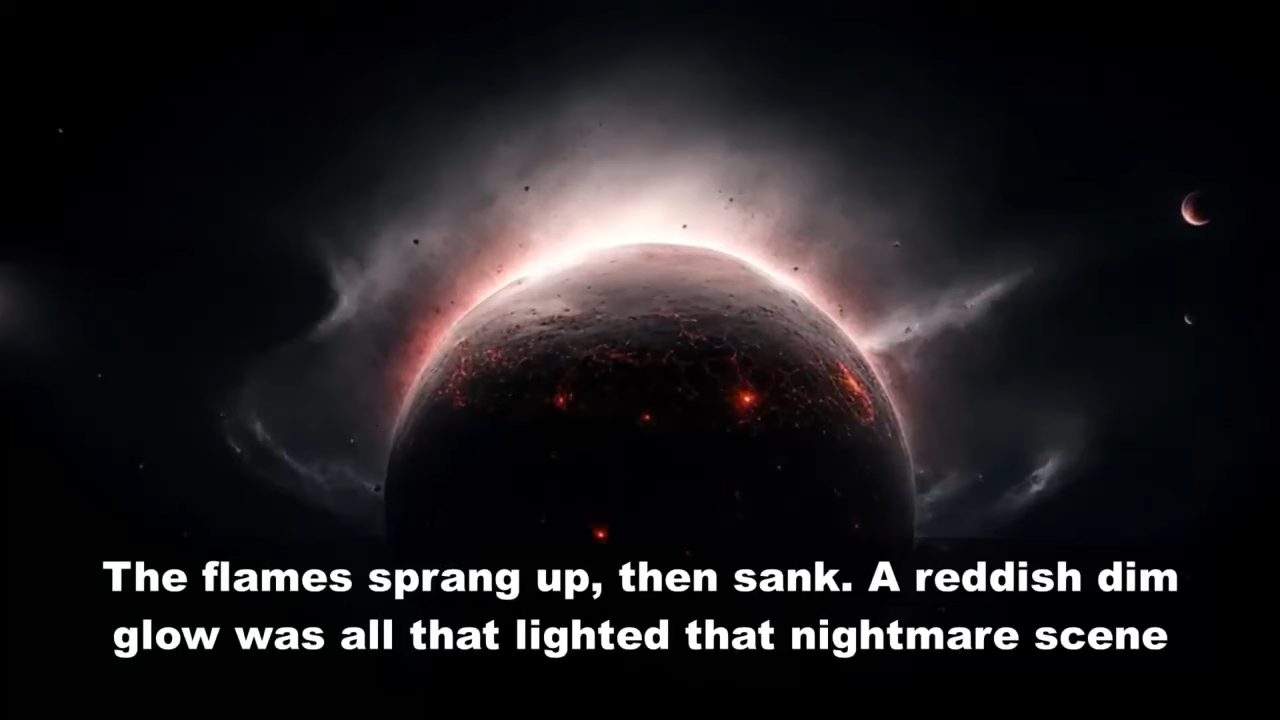 The flames sprang up, then sank. A reddish dim
glow was all that lighted that nightmare scene